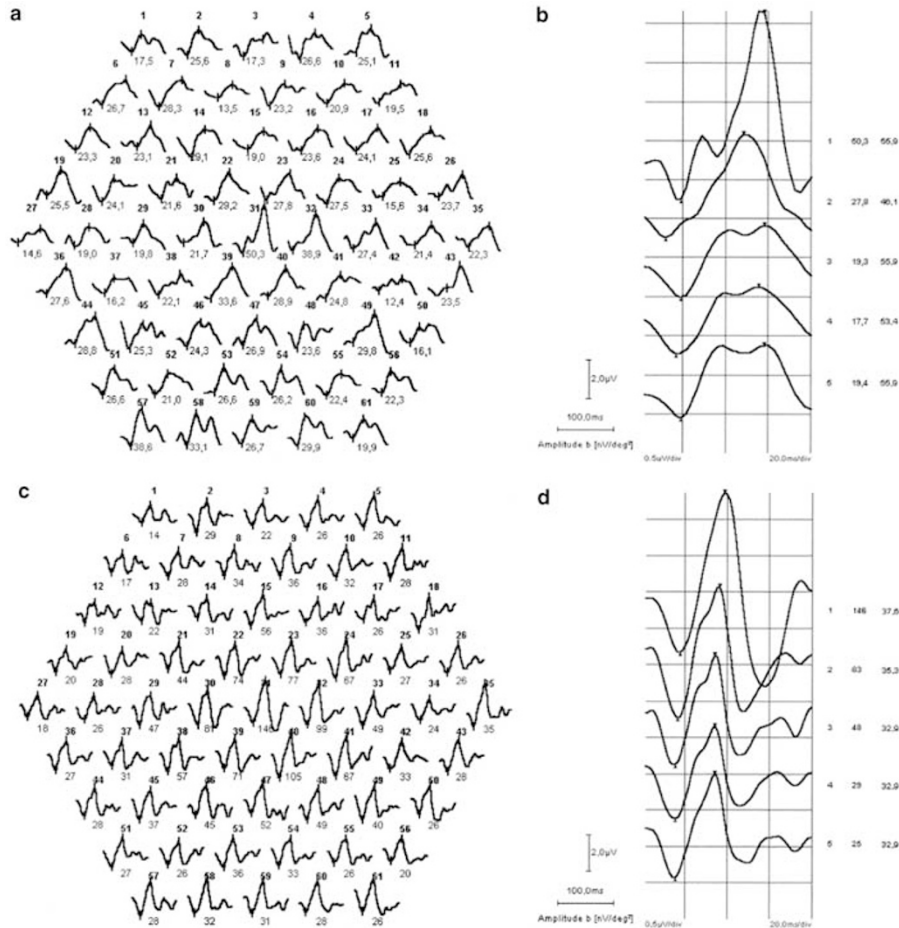 a
1 2 3 4 5
17,5 25,6 17,3 26,6 25,1
6 7 8 9 10 11
26,7 28,3 13,5 23,2 20,9 19,5
12 13 14 15 16 17 18
23,3 23,1 29,1 19,0 23,6 24,1 25,6
19 20 21 22 23 24 25 26
25,5 24,1 21,6 29,2 27,8 27,5 15,6 23,7
27 28 29 30 31 32 33 34 35
14,6 19,0 19,8 21,7 50,3 38,9 27,4 21,4 22,3
36 37 38 39 40 41 42 43
27,6 16,2 22,1 33,6 28,9 24,8 12,4 23,5
44 45 46 47 48 49 50
28,8 25,3 24,3 26,9 23,6 29,8 16,1
51 52 53 54 55 56
21,0 26,6 26,2 22,4 22,3
57 58 59 60 61
38,6 33,1 26,7 29,9 19,9
b
1 50,3 55,9
2 27,8 46,1
3 19,3 55,9
4 17,7 53,4
5 19,4 55,9
2,0µV
100,0ms
Amplitude b [nV/deg²]
0.5µV/div 20.0ms/div
c
1 2 3 4 5
14 29 22 26 26
6 7 8 9 10 11
17 28 34 36 32 28
12 13 14 15 16 17 18
19 22 31 56 36 26 31
19 20 21 22 23 24 25 26
20 28 44 74 77 67 27 26
27 28 29 30 32 33 34 35
18 26 47 81 99 49 24 35
36 37 38 39 40 41 42 43
27 31 57 71 105 67 33 28
44 45 46 47 48 49 50
28 37 45 52 49 40 26
51 52 53 54 55 56
27 26 36 33 26 20
57 58 59 60 61
28 32 31 28 26
d
1 146 37,6
2 35,3
3 48 32,9
4 29 32,9
5 25 32,9
2,0µV
100,0ms
Amplitude b [nV/deg²]
0,5µV/div 20.0ms/div